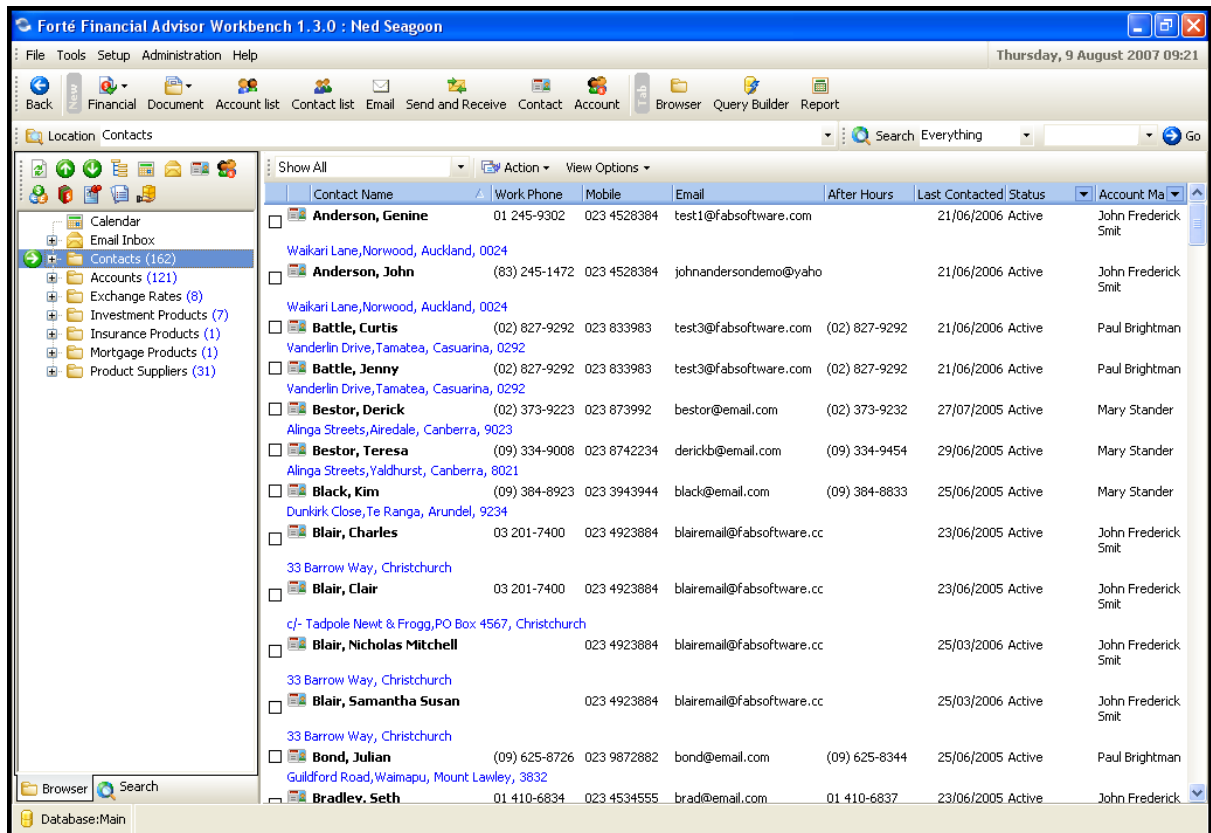 Forté Financial Advisor Workbench 1.3.0 : Ned Seagoon
File Tools Setup Administration Help Thursday, 9 August 2007 09:21
Back New Financial Document Account list Contact list Email Send and Receive Contact Account Tab Browser Query Builder Report
Location Contacts Search Everything Go
Show All Action View Options
Calendar
Email Inbox
Contacts (162)
Accounts (121)
Exchange Rates (8)
Investment Products (7)
Insurance Products (1)
Mortgage Products (1)
Product Suppliers (31)
Contact Name Work Phone Mobile Email After Hours Last Contacted Status Account Ma
Anderson, Genine 01 245-9302 023 4528384 test1@fabsoftware.com 21/06/2006 Active John Frederick
Smit
Waikari Lane,Norwood, Auckland, 0024
Anderson, John (83) 245-1472 023 4528384 johnandersondemo@yaho 21/06/2006 Active John Frederick
Smit
Waikari Lane,Norwood, Auckland, 0024
Battle, Curtis (02) 827-9292 023 833983 test3@fabsoftware.com (02) 827-9292 21/06/2006 Active Paul Brightman
Vanderlin Drive,Tamatea, Casuarina, 0292
Battle, Jenny (02) 827-9292 023 833983 test3@fabsoftware.com (02) 827-9292 21/06/2006 Active Paul Brightman
Vanderlin Drive,Tamatea, Casuarina, 0292
Bestor, Derick (02) 373-9223 023 873992 bestor@email.com (02) 373-9232 27/07/2005 Active Mary Stander
Alinga Streets,Airedale, Canberra, 9023
Bestor, Teresa (09) 334-9008 023 8742234 derickb@email.com (09) 334-9454 29/06/2005 Active Mary Stander
Alinga Streets,Yaldhurst, Canberra, 8021
Black, Kim (09) 384-8923 023 3943944 black@email.com (09) 384-8833 25/06/2005 Active Mary Stander
Dunkirk Close,Te Ranga, Arundel, 9234
Blair, Charles 03 201-7400 023 4923884 blairemail@fabsoftware.cc 23/06/2005 Active John Frederick
Smit
33 Barrow Way, Christchurch
Blair, Clair 03 201-7400 023 4923884 blairemail@fabsoftware.cc 23/06/2005 Active John Frederick
Smit
c/- Tadpole Newt & Frogg,PO Box 4567, Christchurch
Blair, Nicholas Mitchell 023 4923884 blairemail@fabsoftware.cc 25/03/2006 Active John Frederick
Smit
33 Barrow Way, Christchurch
Blair, Samantha Susan 023 4923884 blairemail@fabsoftware.cc 25/03/2006 Active John Frederick
Smit
33 Barrow Way, Christchurch
Bond, Julian (09) 625-8726 023 9872882 bond@email.com (09) 625-8344 25/06/2005 Active Paul Brightman
Guildford Road,Waimapu, Mount Lawley, 3832
Bradley, Seth 01 410-6834 023 4534555 brad@email.com 01 410-6837 23/06/2005 Active John Frederick
Browser Search
Database:Main